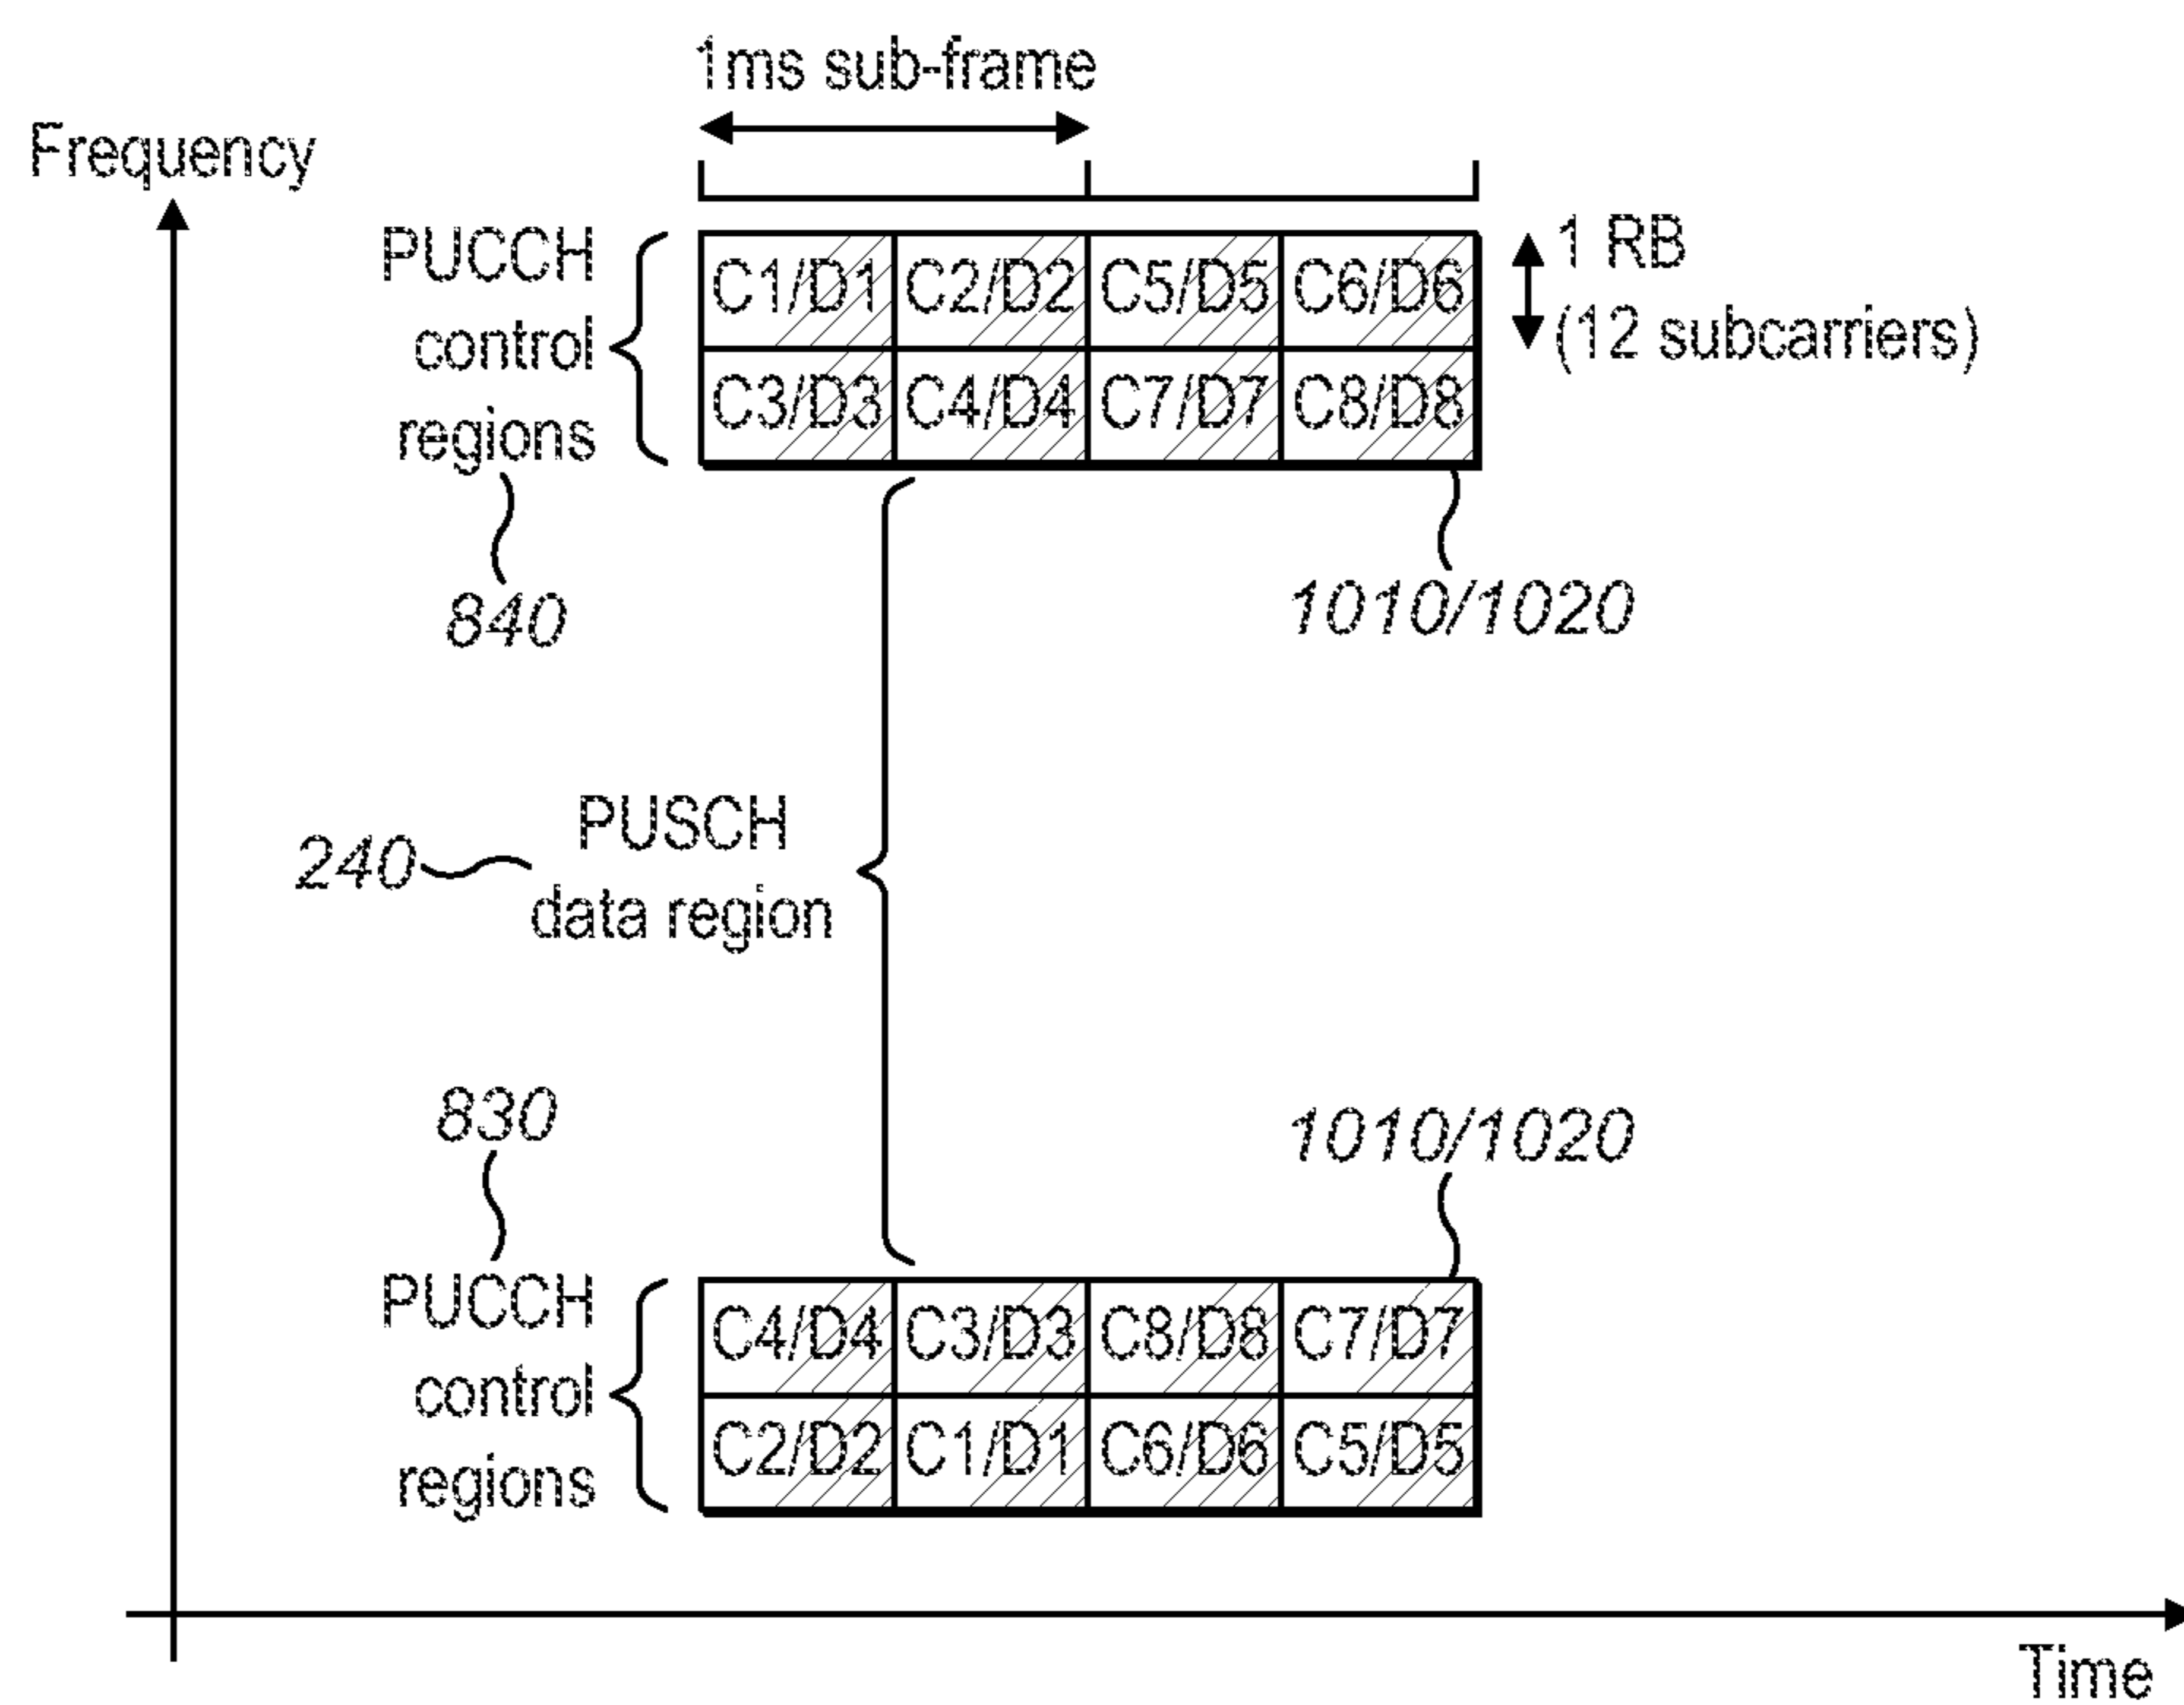 1ms sub-frame
Frequency
PUCCH
control
regions
C1/D1 C2/D2 C5/D5 C6/D6
C3/D3 C4/D4 C7/D7 C8/D8
1 RB
(12 subcarriers)
840
1010/1020
PUSCH
data region
240
830
1010/1020
PUCCH
control
regions
C4/D4 C3/D3 C8/D8 C7/D7
C2/D2 C1/D1 C6/D6 C5/D5
Time